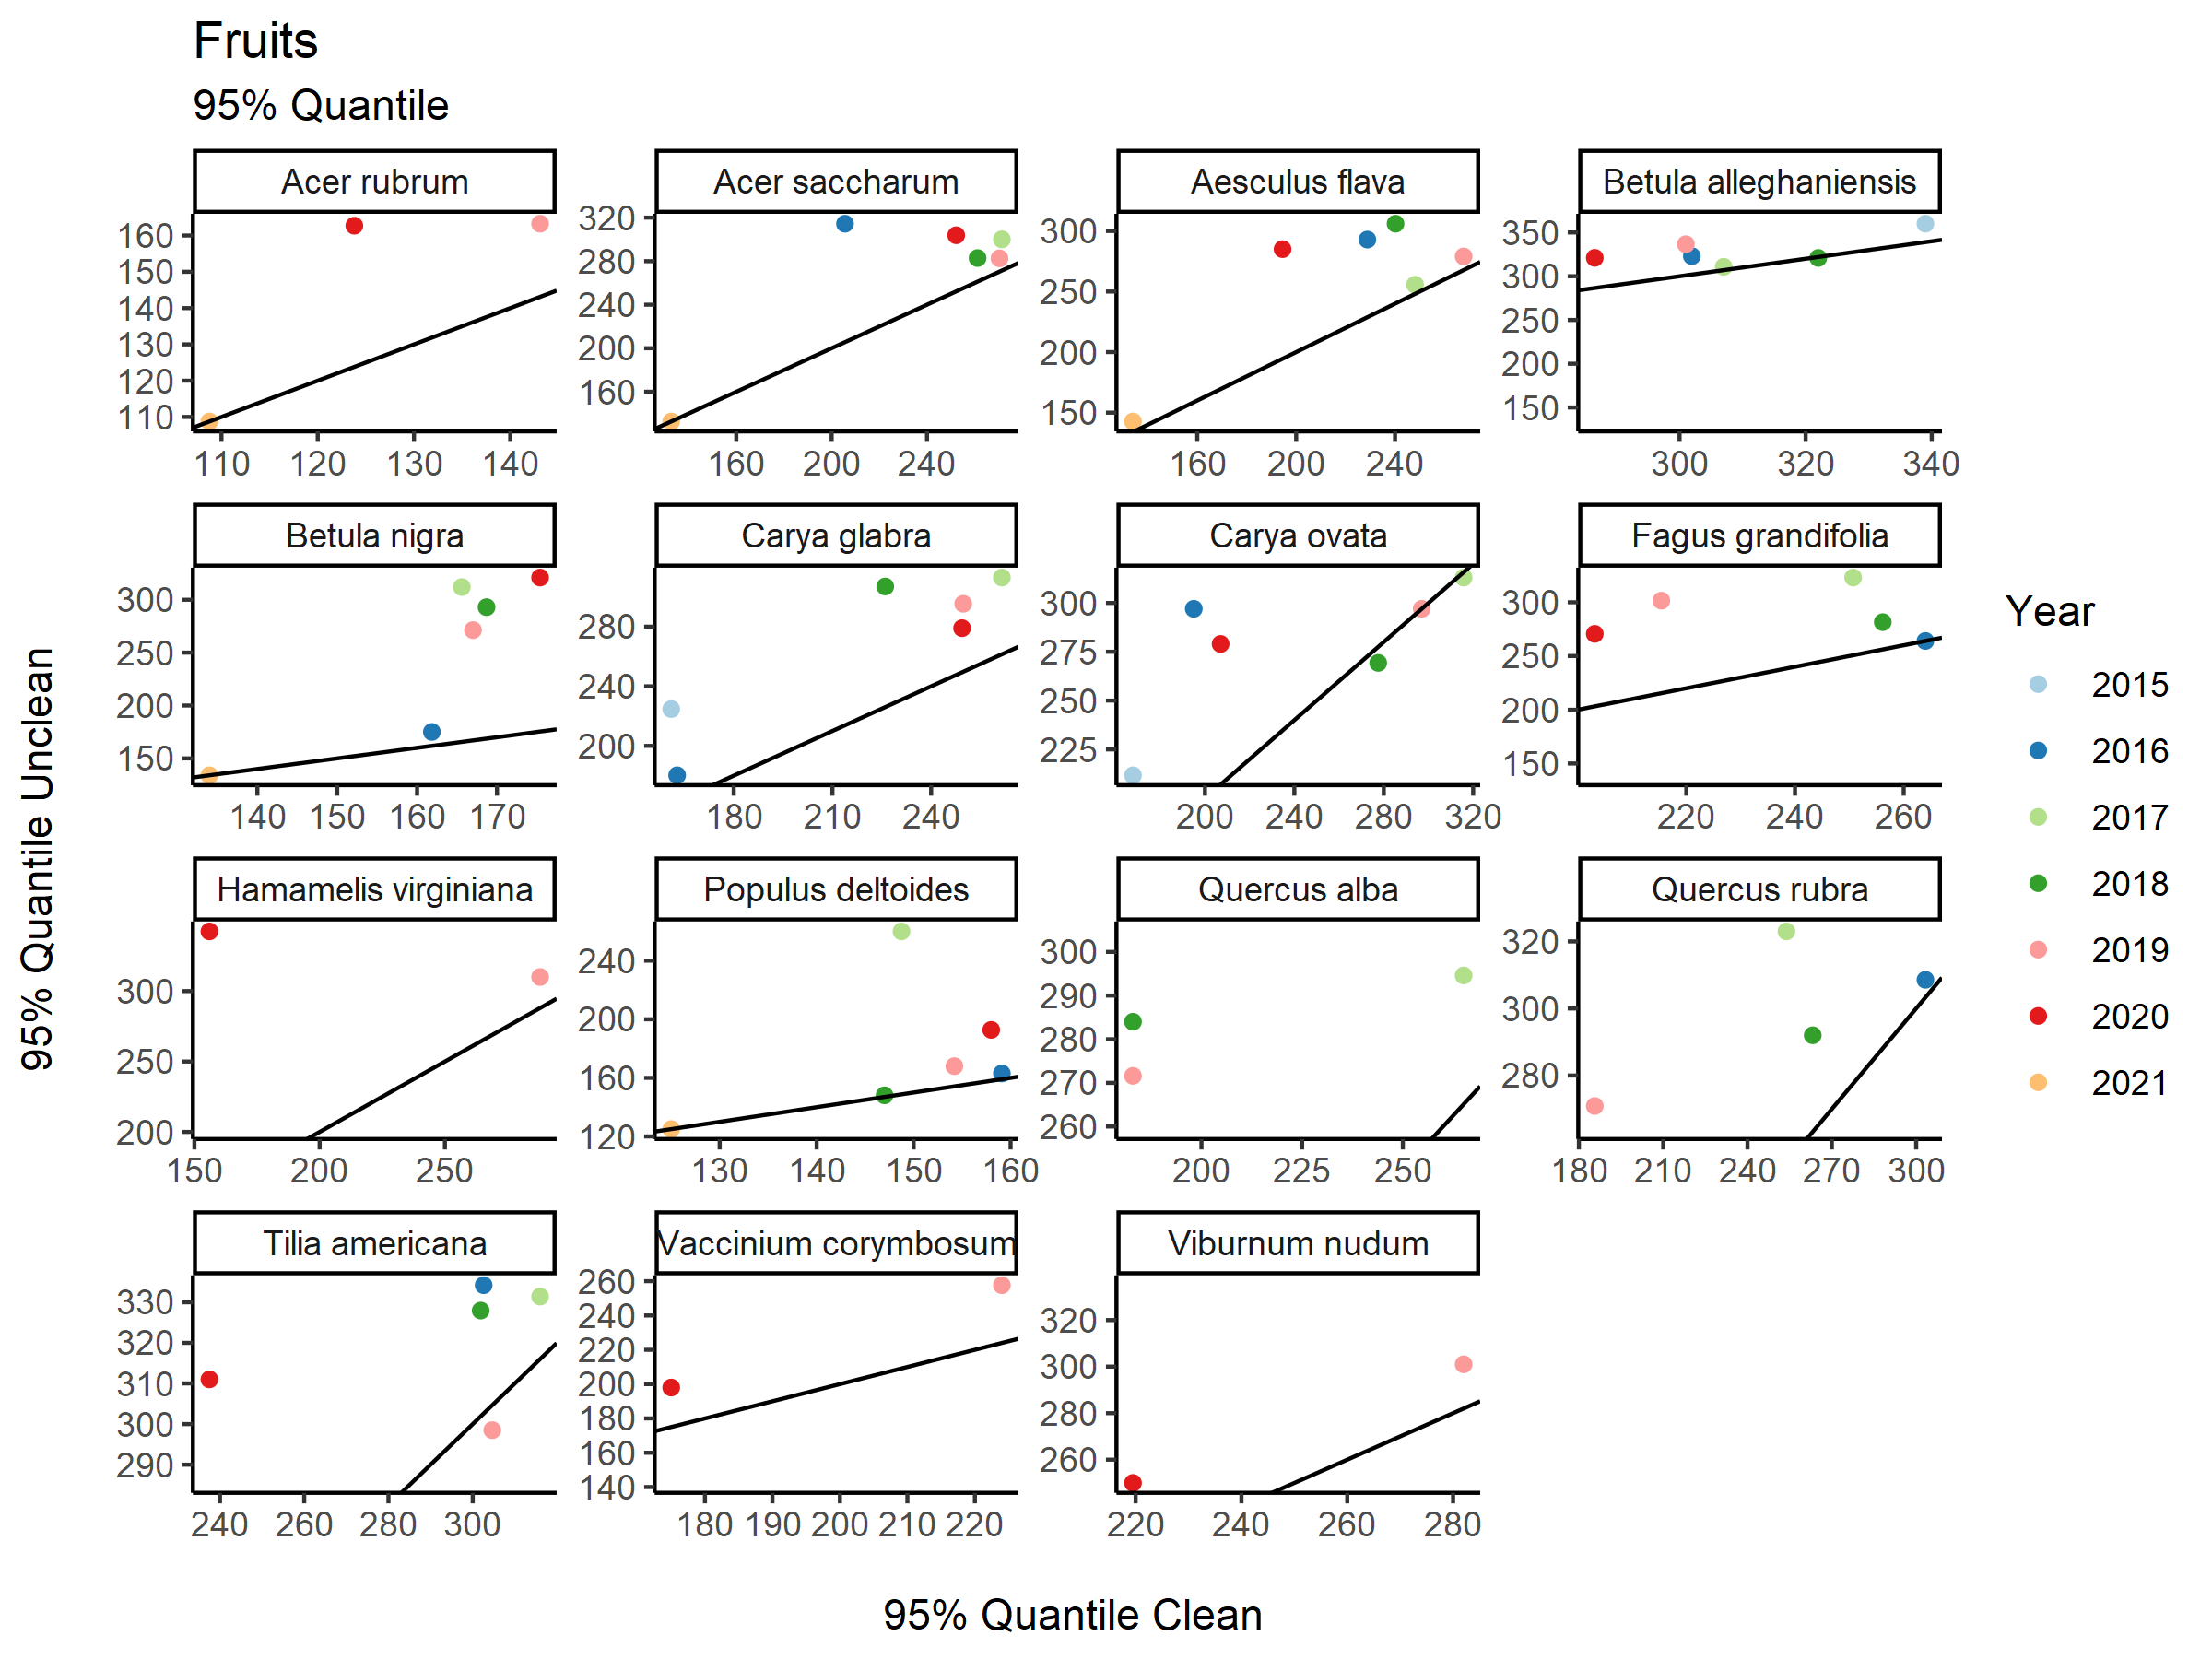 Fruits
95% Quantile
Acer rubrum
Acer saccharum
Aesculus flava
Betula alleghaniensis
160
150
140
130
120
110
110 120 130 140
320
280
240
200
160
160 200 240
300
250
200
150
160 200 240
350
300
250
200
150
300 320 340
Betula nigra
Carya glabra
Carya ovata
Fagus grandifolia
300
250
200
150
140 150 160 170
280
240
200
180 210 240
300
275
250
225
200 240 280 320
300
250
200
150
220 240 260
Hamamelis virginiana
Populus deltoides
Quercus alba
Quercus rubra
300
250
200
150 200 250
240
200
160
120
130 140 150 160
300
290
280
270
260
200 225 250
320
300
280
180 210 240 270 300
Tilia americana
Vaccinium corymbosum
Viburnum nudum
330
320
310
300
290
240 260 280 300
260
240
220
200
180
160
140
180 190 200 210 220
320
300
280
260
220 240 260 280
95% Quantile Unclean
95% Quantile Clean
Year
2015
2016
2017
2018
2019
2020
2021